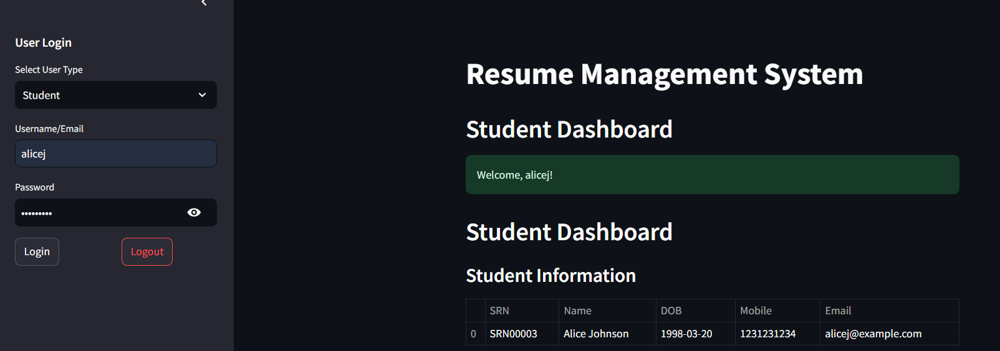 User Login
Select User Type
Student
Username/Email
alicej
Password
•••••••••
Login Logout
Resume Management System
Student Dashboard
Welcome, alicej!
Student Dashboard
Student Information
SRN Name DOB Mobile Email
0 SRN00003 Alice Johnson 1998-03-20 1231231234 alicej@example.com